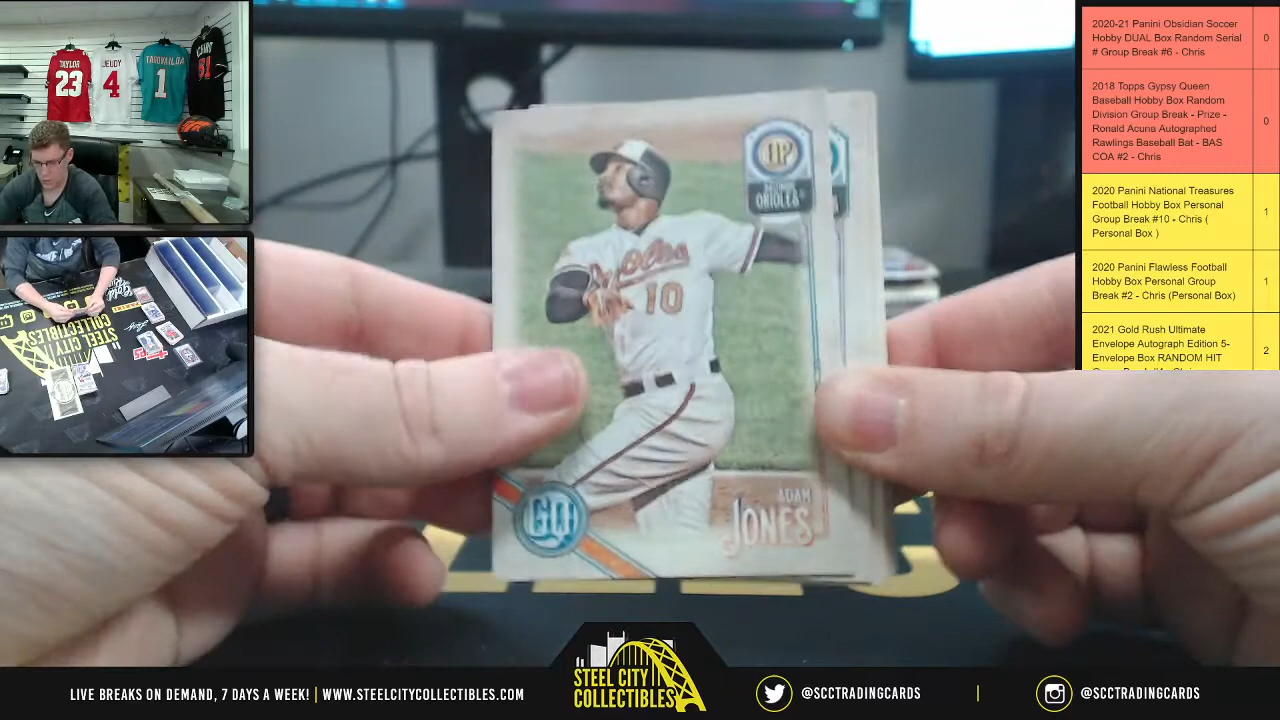 TAYLOR
23
JEUDY
4
TAGOVAILOA
1
51
STEEL CITY
COLLECTIBLES
OP
ORIOLES
Orioles
10
GQ
ADAM
JONES
2020-21 Panini Obsidian Soccer
Hobby DUAL Box Random Serial
# Group Break #6 - Chris
0
2018 Topps Gypsy Queen
Baseball Hobby Box Random
Division Group Break - Prize -
Ronald Acuna Autographed
Rawlings Baseball Bat - BAS
COA #2 - Chris
0
2020 Panini National Treasures
Football Hobby Box Personal
Group Break #10 - Chris (
Personal Box )
1
2020 Panini Flawless Football
Hobby Box Personal Group
Break #2 - Chris (Personal Box)
1
2021 Gold Rush Ultimate
Envelope Autograph Edition 5-
Envelope Box RANDOM HIT
2
LIVE BREAKS ON DEMAND, 7 DAYS A WEEK! | WWW.STEELCITYCOLLECTIBLES.COM
STEEL CITY
COLLECTIBLES
@SCCTRADINGCARDS
@SCCTRADINGCARDS